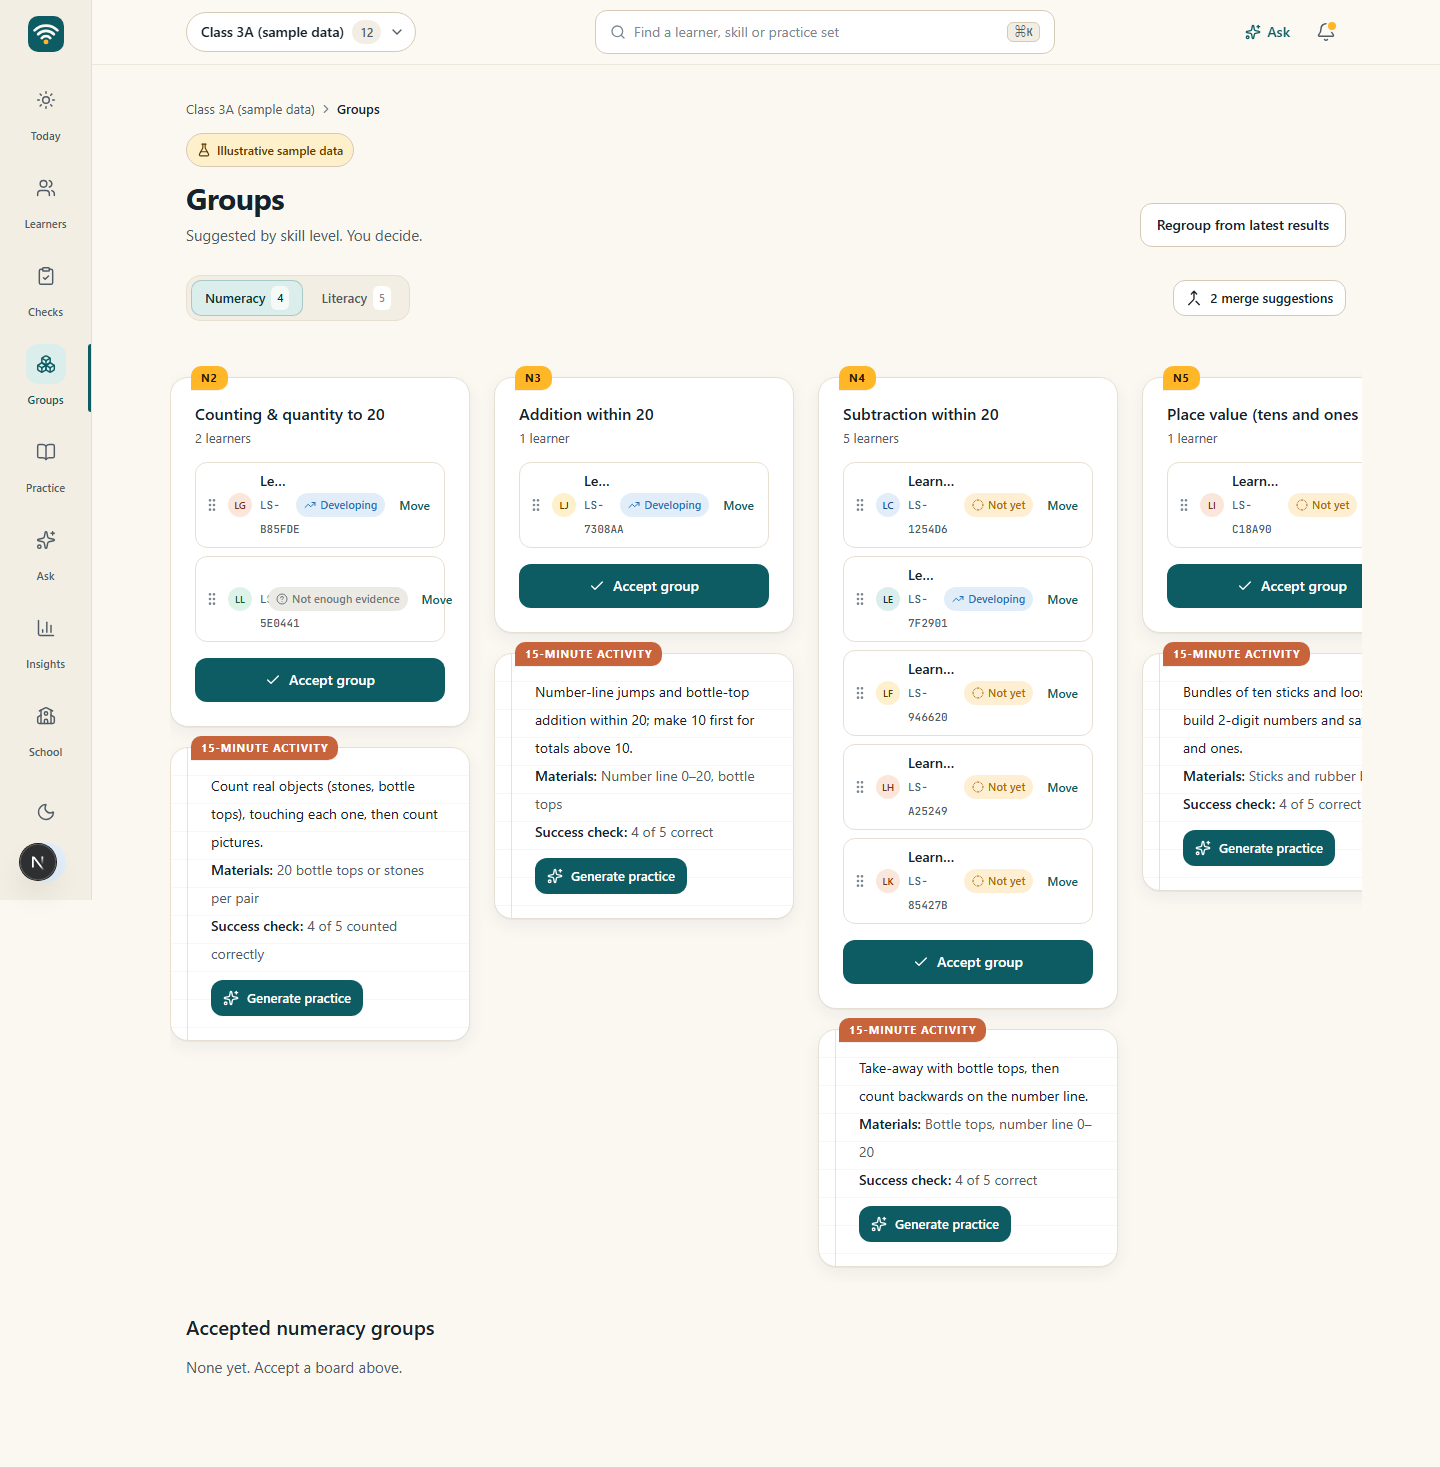 Class 3A (sample data) 12
Find a learner, skill or practice set
⌘K
Ask
Today
Learners
Checks
Groups
Practice
Ask
Insights
School
N
Class 3A (sample data) > Groups
Illustrative sample data
Groups
Suggested by skill level. You decide.
Regroup from latest results
Numeracy 4
Literacy 5
2 merge suggestions
N2
Counting & quantity to 20
2 learners
LG
Le...
LS-
B85FDE
Developing
Move
LL
5E0441
Not enough evidence
Move
Accept group
15-MINUTE ACTIVITY
Count real objects (stones, bottle
tops), touching each one, then count
pictures.
Materials: 20 bottle tops or stones
per pair
Success check: 4 of 5 counted
correctly
Generate practice
N3
Addition within 20
1 learner
LJ
Le...
LS-
7308AA
Developing
Move
Accept group
15-MINUTE ACTIVITY
Number-line jumps and bottle-top
addition within 20; make 10 first for
totals above 10.
Materials: Number line 0–20, bottle
tops
Success check: 4 of 5 correct
Generate practice
N4
Subtraction within 20
5 learners
LC
Learn...
LS-
1254D6
Not yet
Move
LE
Le...
LS-
7F2901
Developing
Move
LF
Learn...
LS-
946620
Not yet
Move
LH
Learn...
LS-
A25249
Not yet
Move
LK
Learn...
LS-
85427B
Not yet
Move
Accept group
15-MINUTE ACTIVITY
Take-away with bottle tops, then
count backwards on the number line.
Materials: Bottle tops, number line 0–
20
Success check: 4 of 5 correct
Generate practice
N5
Place value (tens and ones
1 learner
LI
Learn...
LS-
C18A90
Not yet
Accept group
15-MINUTE ACTIVITY
Bundles of ten sticks and
build 2-digit numbers and
and ones.
Materials: Sticks and rubber
Success check: 4 of 5 correct
Generate practice
Accepted numeracy groups
None yet. Accept a board above.